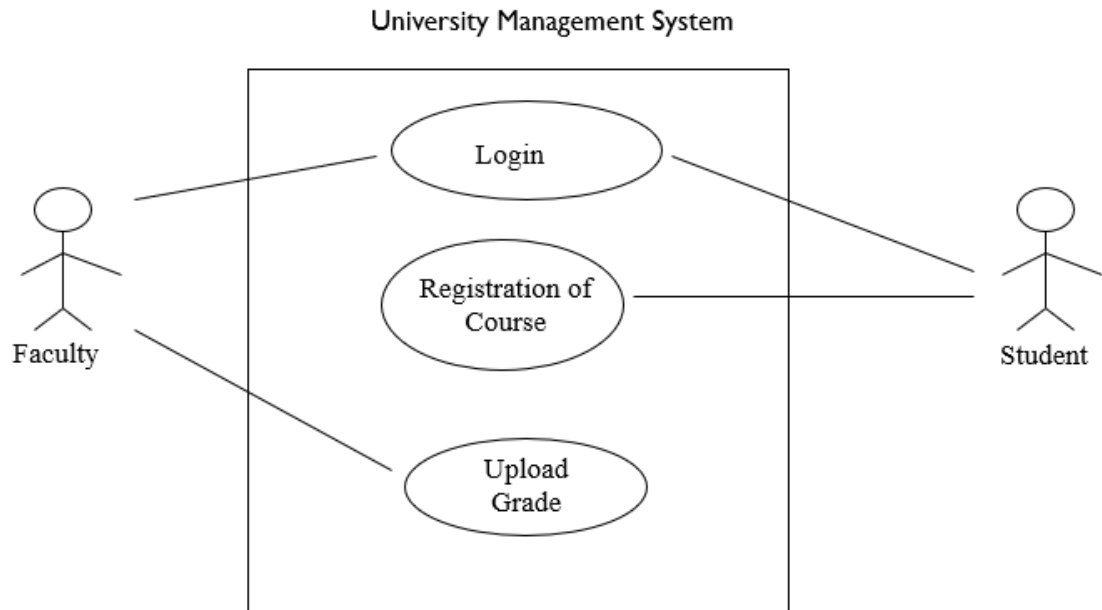 University Management System
Login
Registration of
Course
Faculty
Student
Upload
Grade